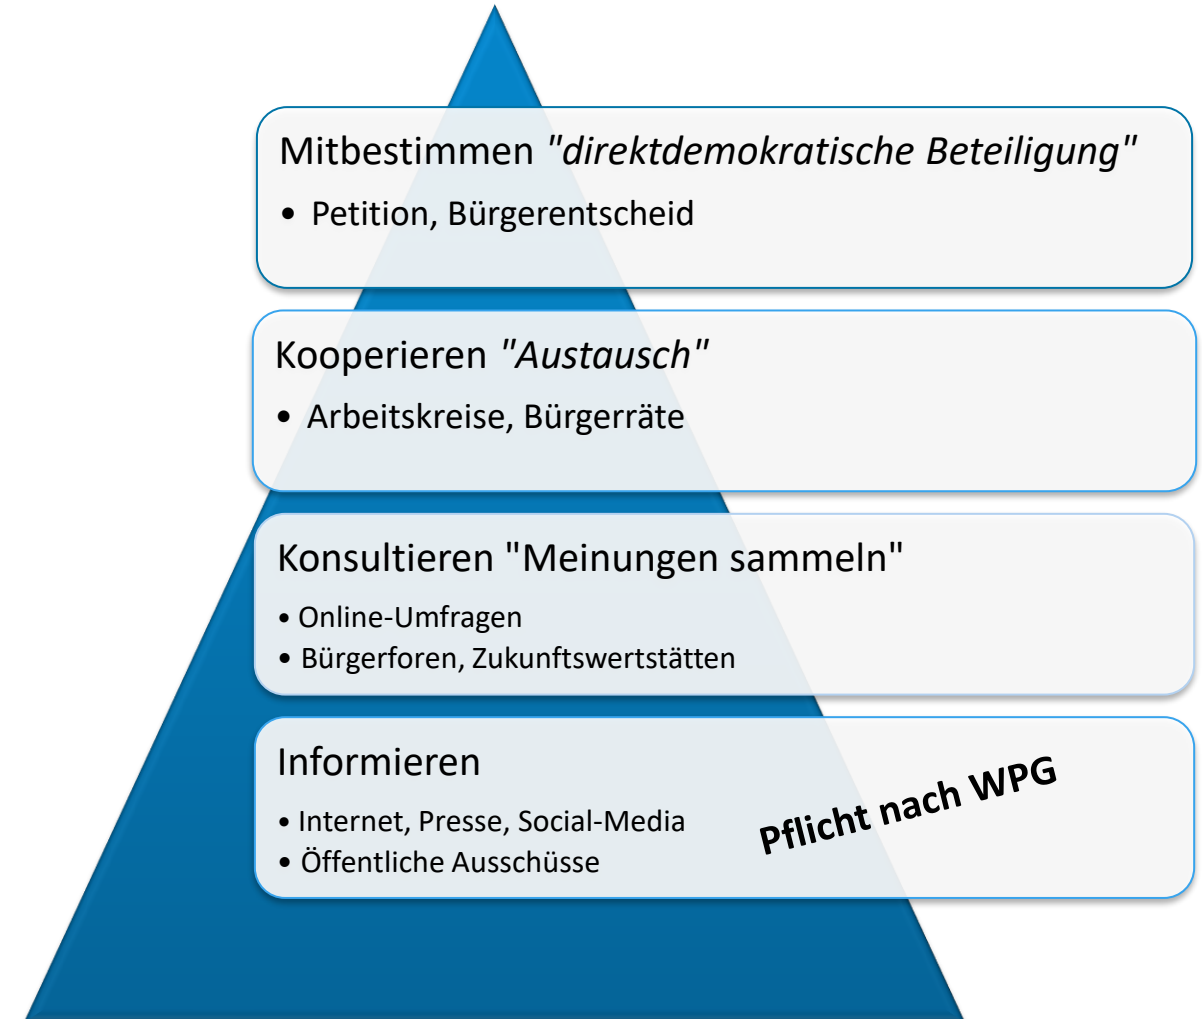 Mitbestimmen "direktdemokratische Beteiligung"
• Petition, Bürgerentscheid
Kooperieren "Austausch"
• Arbeitskreise, Bürgerräte
Konsultieren "Meinungen sammeln"
• Online-Umfragen
• Bürgerforen, Zukunftswertstätten
Informieren
• Internet, Presse, Social-Media
• Öffentliche Ausschüsse
Pflicht nach WPG